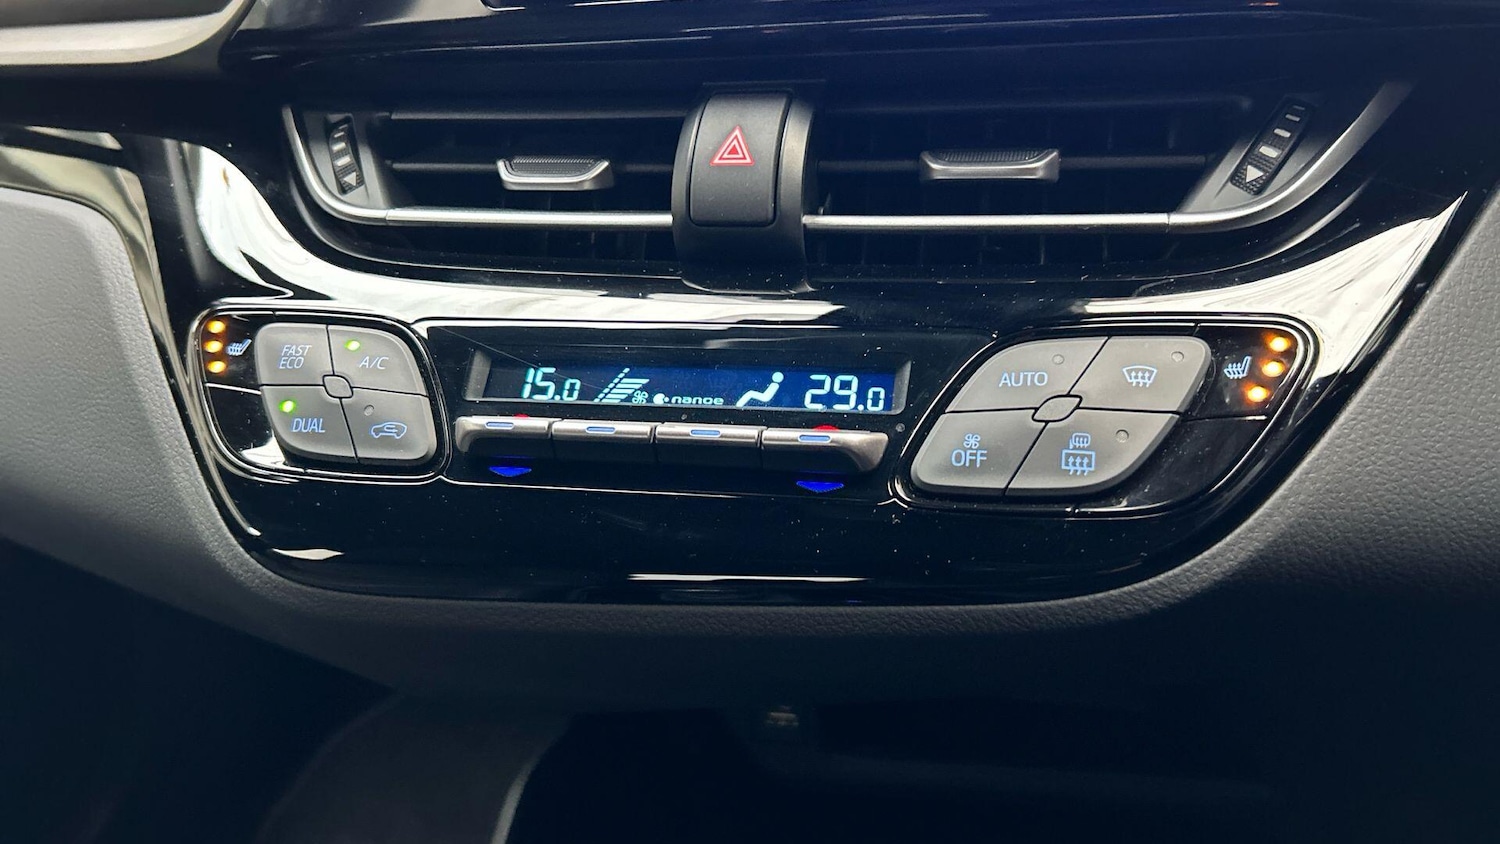 FAST
ECO
A/C
DUAL
15.0
nanoe
29.0
AUTO
OFF